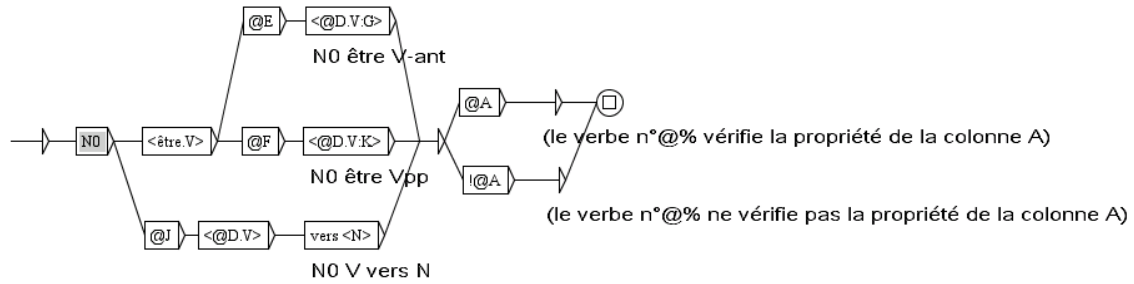 @E <@D.V:G>
N0 être V-ant
@A
N0 <être.V> @F <@D.V:K>
(le verbe n°@% vérifie la propriété de la colonne A)
N0 être Vpp
!@A
(le verbe n°@% ne vérifie pas la propriété de la colonne A)
@J <@D.V> vers <N>
N0 V vers N